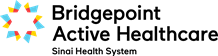 Bridgepoint
Active Healthcare
Sinai Health System